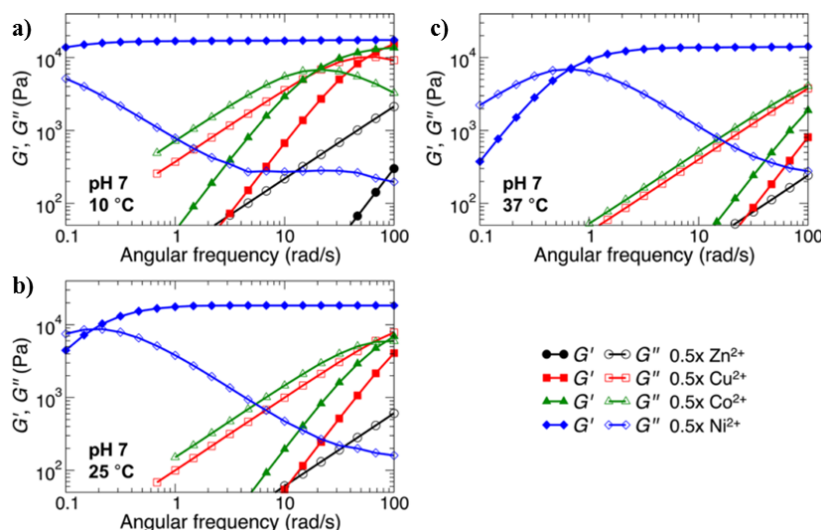 a)
10⁴
10³
10²
G′, G″ (Pa)
pH 7
10 °C
0.1 1 10 100
Angular frequency (rad/s)
c)
10⁴
10³
10²
G′, G″ (Pa)
pH 7
37 °C
0.1 1 10 100
Angular frequency (rad/s)
b)
10⁴
10³
10²
G′, G″ (Pa)
pH 7
25 °C
0.1 1 10 100
Angular frequency (rad/s)
G′ G″ 0.5x Zn²⁺
G′ G″ 0.5x Cu²⁺
G′ G″ 0.5x Co²⁺
G′ G″ 0.5x Ni²⁺